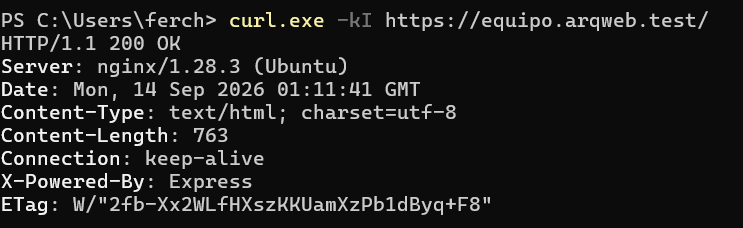 PS C:\Users\ferch> curl.exe -kI https://equipo.arqweb.test/
HTTP/1.1 200 OK
Server: nginx/1.28.3 (Ubuntu)
Date: Mon, 14 Sep 2026 01:11:41 GMT
Content-Type: text/html; charset=utf-8
Content-Length: 763
Connection: keep-alive
X-Powered-By: Express
ETag: W/"2fb-Xx2WLfHXszKKUamXzPb1dByq+F8"